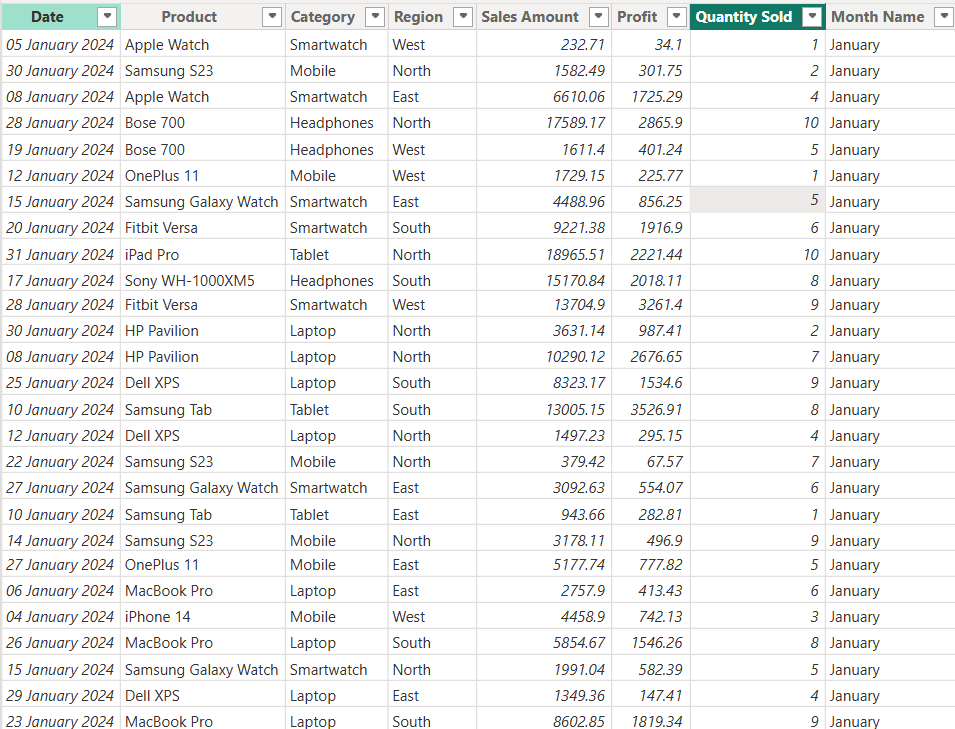 Date Product Category Region Sales Amount Profit Quantity Sold Month Name
05 January 2024 Apple Watch Smartwatch West 232.71 34.1 1 January
30 January 2024 Samsung S23 Mobile North 1582.49 301.75 2 January
08 January 2024 Apple Watch Smartwatch East 6610.06 1725.29 4 January
28 January 2024 Bose 700 Headphones North 17589.17 2865.9 10 January
19 January 2024 Bose 700 Headphones West 1611.4 401.24 5 January
12 January 2024 OnePlus 11 Mobile West 1729.15 225.77 1 January
15 January 2024 Samsung Galaxy Watch Smartwatch East 4488.96 856.25 5 January
20 January 2024 Fitbit Versa Smartwatch South 9221.38 1916.9 6 January
31 January 2024 iPad Pro Tablet North 18965.51 2221.44 10 January
17 January 2024 Sony WH-1000XM5 Headphones South 15170.84 2018.11 8 January
28 January 2024 Fitbit Versa Smartwatch West 13704.9 3261.4 9 January
30 January 2024 HP Pavilion Laptop North 3631.14 987.41 2 January
08 January 2024 HP Pavilion Laptop North 10290.12 2676.65 7 January
25 January 2024 Dell XPS Laptop South 8323.17 1534.6 9 January
10 January 2024 Samsung Tab Tablet South 13005.15 3526.91 8 January
12 January 2024 Dell XPS Laptop North 1497.23 295.15 4 January
22 January 2024 Samsung S23 Mobile North 379.42 67.57 7 January
27 January 2024 Samsung Galaxy Watch Smartwatch East 3092.63 554.07 6 January
10 January 2024 Samsung Tab Tablet East 943.66 282.81 1 January
14 January 2024 Samsung S23 Mobile North 3178.11 496.9 9 January
27 January 2024 OnePlus 11 Mobile East 5177.74 777.82 5 January
06 January 2024 MacBook Pro Laptop East 2757.9 413.43 6 January
04 January 2024 iPhone 14 Mobile West 4458.9 742.13 3 January
26 January 2024 MacBook Pro Laptop South 5854.67 1546.26 8 January
15 January 2024 Samsung Galaxy Watch Smartwatch North 1991.04 582.39 5 January
29 January 2024 Dell XPS Laptop East 1349.36 147.41 4 January
23 January 2024 MacBook Pro Laptop South 8602.85 1819.34 9 January